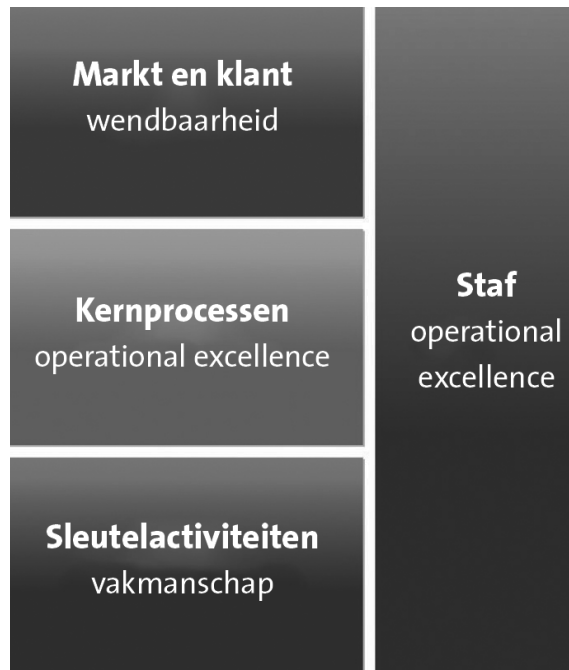 Markt en klant
wendbaarheid
Kernprocessen
operational excellence
Sleutelactiviteiten
vakmanschap
Staf
operational
excellence